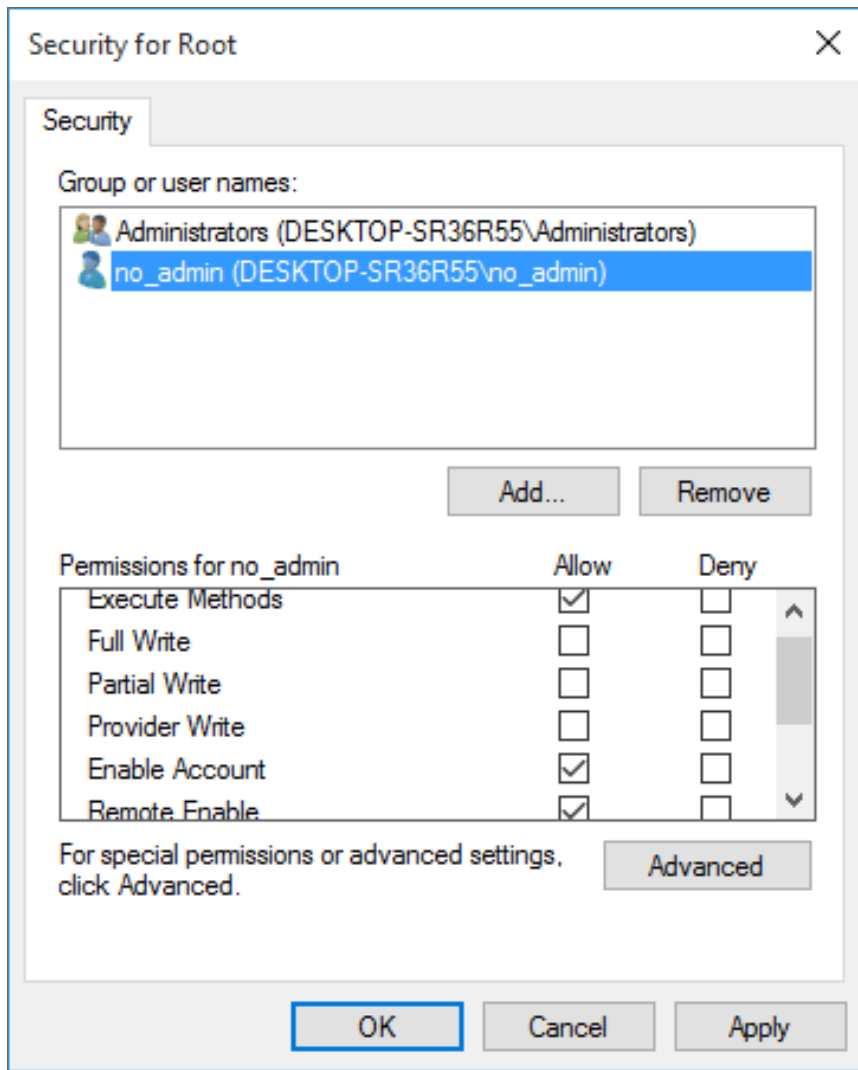 Security for Root
Security
Group or user names:
Administrators (DESKTOP-SR36R55\Administrators)
no_admin (DESKTOP-SR36R55\no_admin)
Add...
Remove
Permissions for no_admin Allow Deny
Execute Methods
Full Write
Partial Write
Provider Write
Enable Account
Remote Enable
For special permissions or advanced settings,
click Advanced.
Advanced
OK
Cancel
Apply